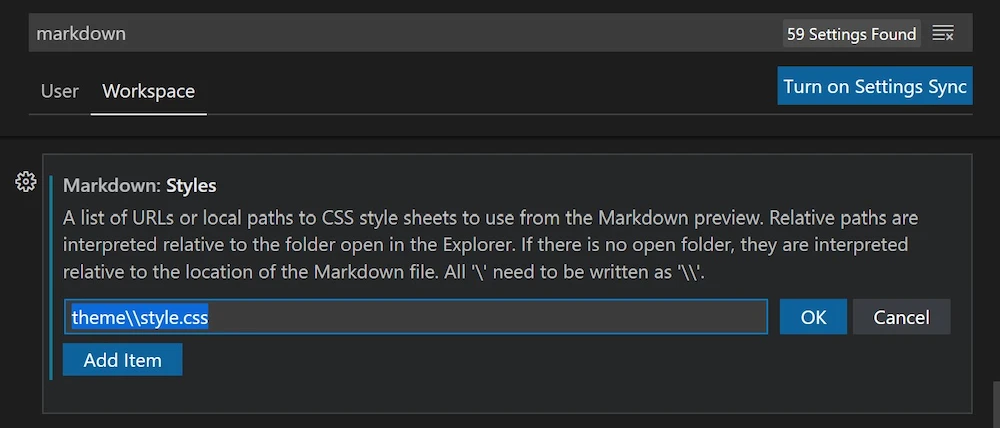 markdown
59 Settings Found
User
Workspace
Turn on Settings Sync
Markdown: Styles
A list of URLs or local paths to CSS style sheets to use from the Markdown preview. Relative paths are
interpreted relative to the folder open in the Explorer. If there is no open folder, they are interpreted
relative to the location of the Markdown file. All '\' need to be written as '\\'.
theme\\style.css
OK
Cancel
Add Item